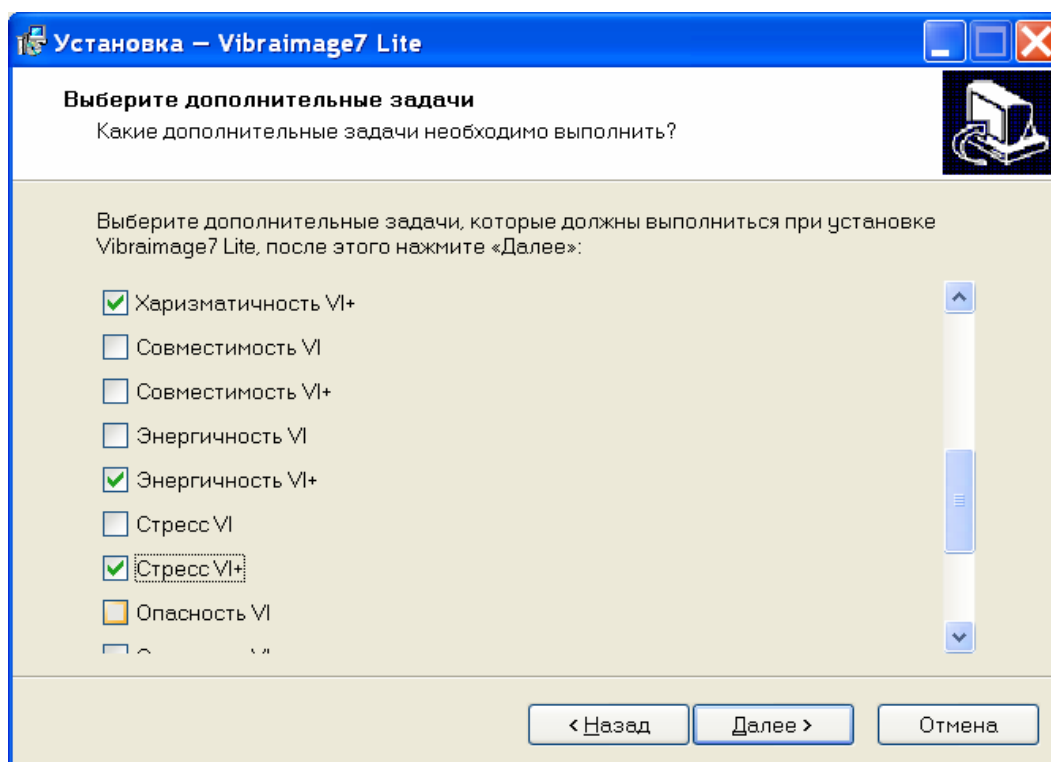 Установка – Vibraimage7 Lite
Выберите дополнительные задачи
Какие дополнительные задачи необходимо выполнить?
Выберите дополнительные задачи, которые должны выполниться при установке
Vibraimage7 Lite, после этого нажмите «Далее»:
Харизматичность VI+
Совместимость VI
Совместимость VI+
Энергичность VI
Энергичность VI+
Стресс VI
Стресс VI+
Опасность VI
< Назад
Далее >
Отмена